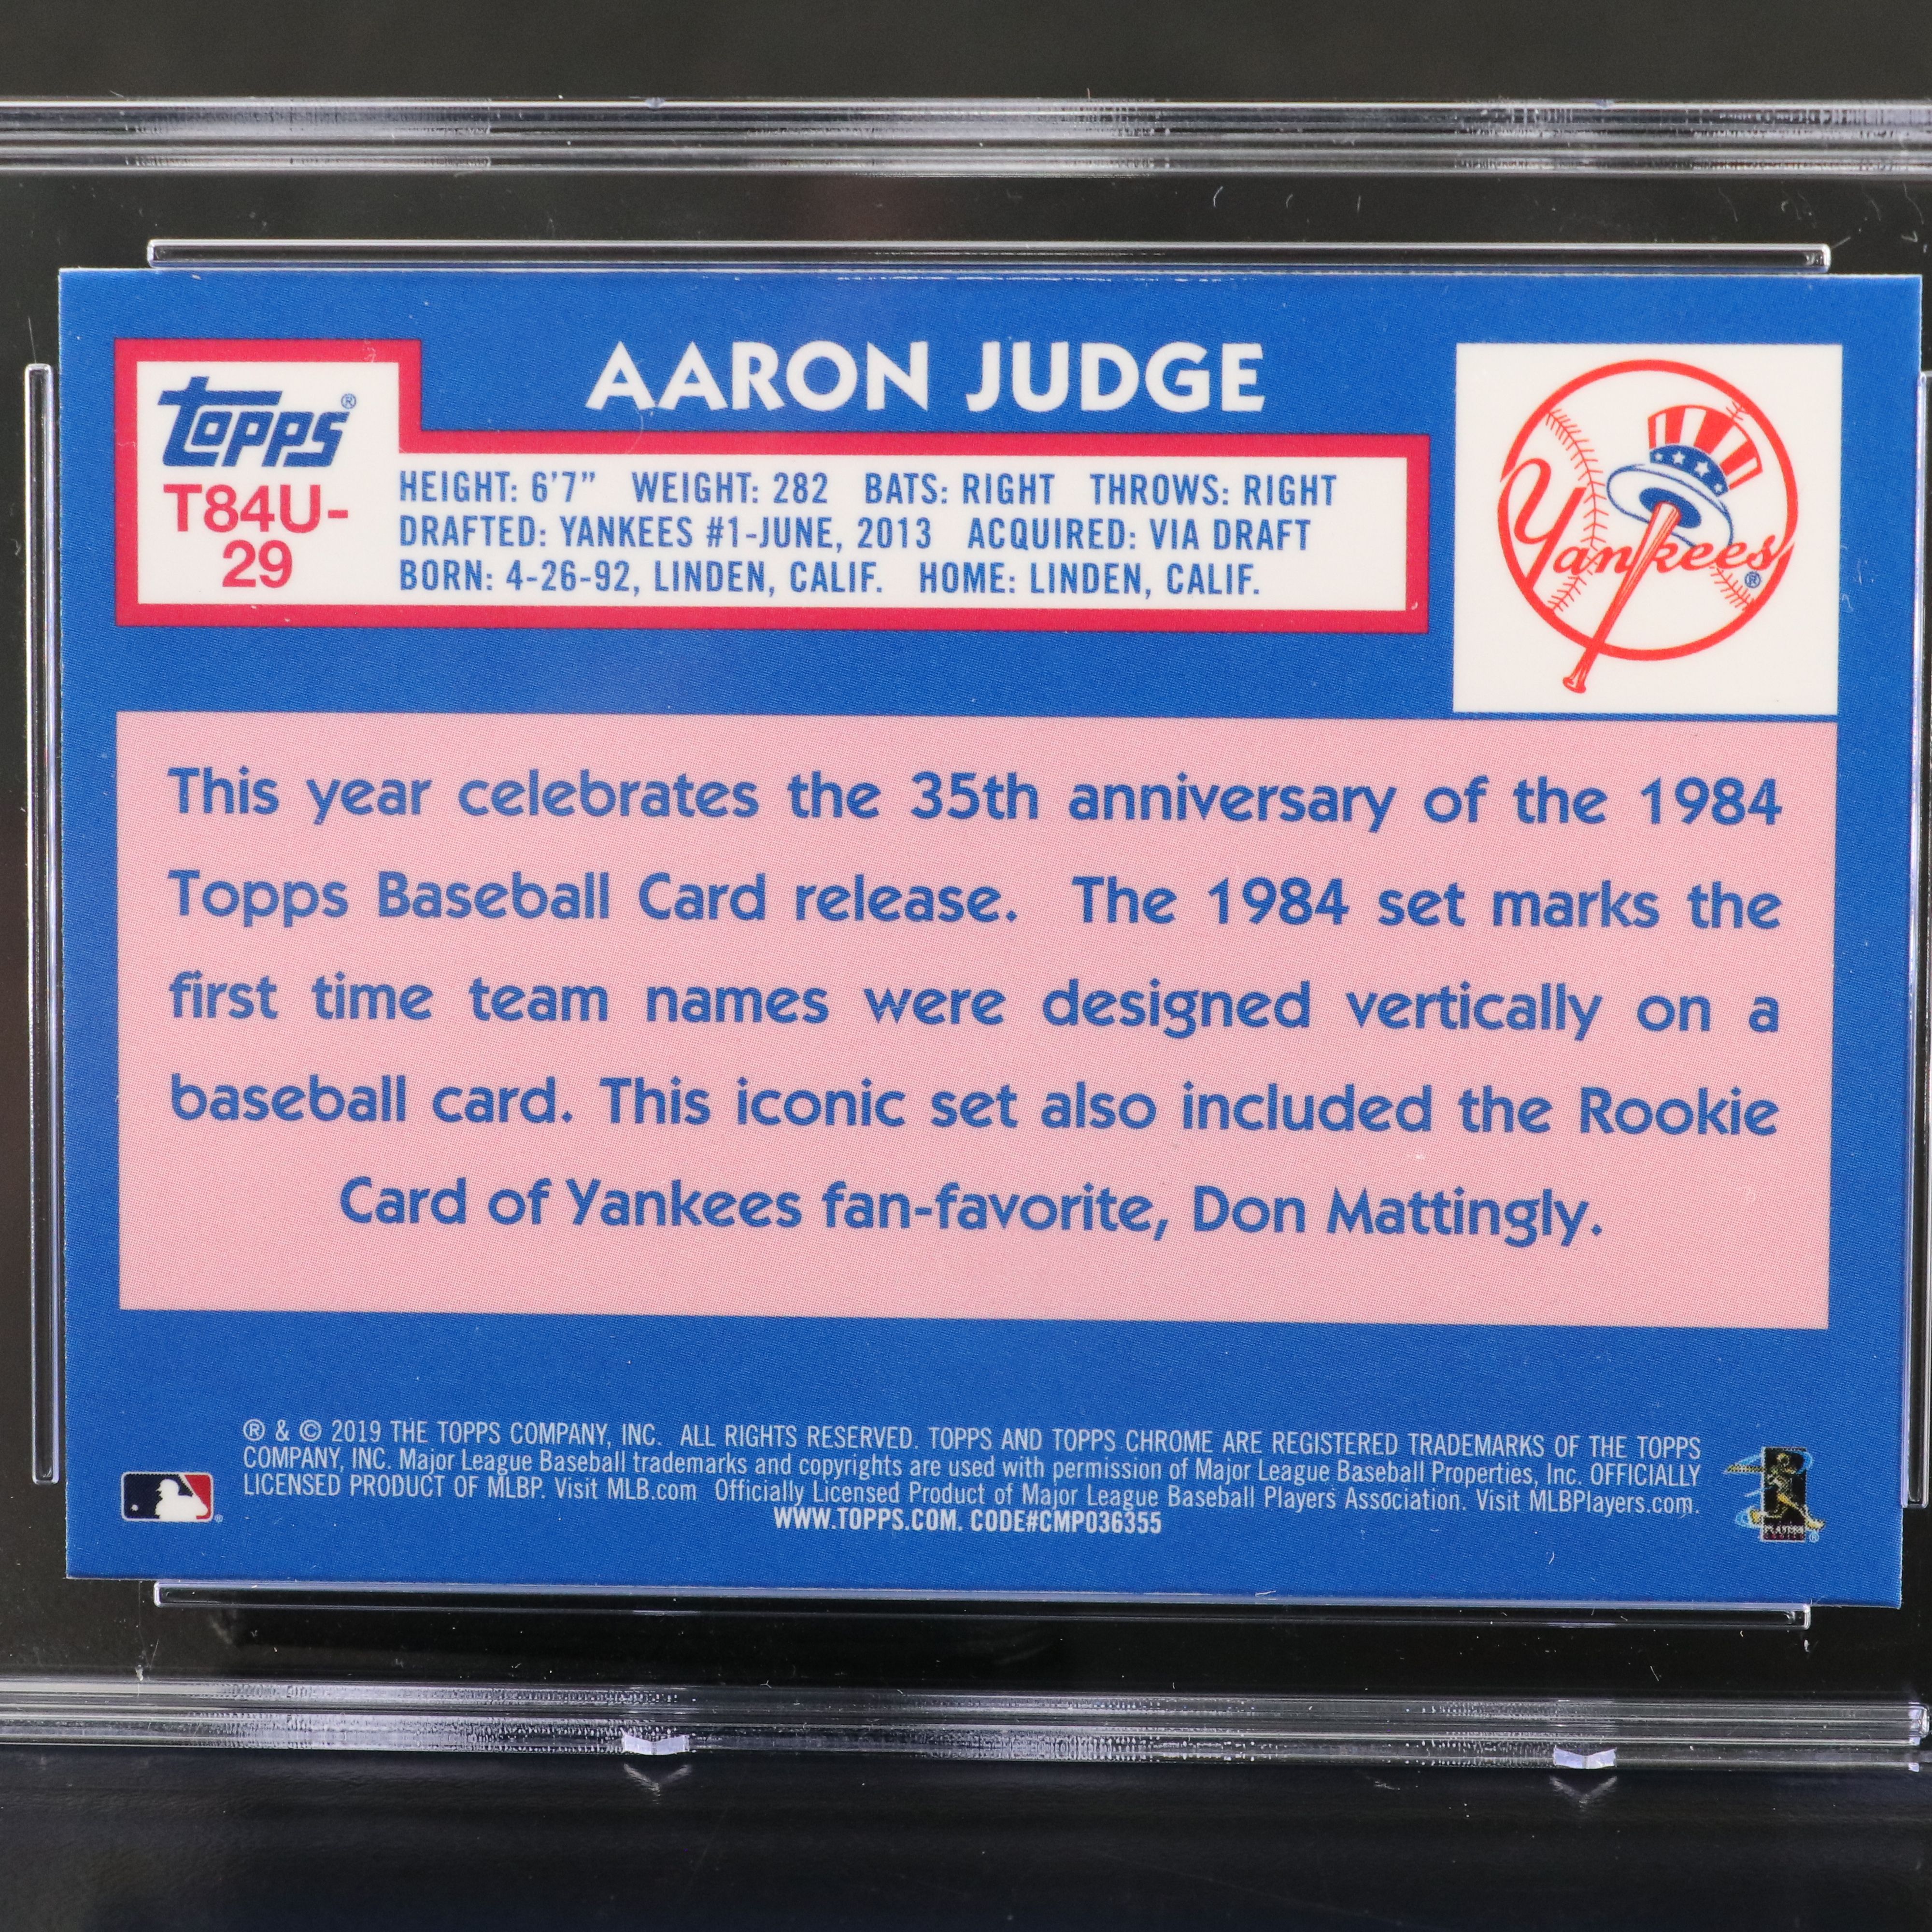 AARON JUDGE
TOPPS®
T84U-
29
HEIGHT: 6'7" WEIGHT: 282 BATS: RIGHT THROWS: RIGHT
DRAFTED: YANKEES #1-JUNE, 2013 ACQUIRED: VIA DRAFT
BORN: 4-26-92, LINDEN, CALIF. HOME: LINDEN, CALIF.
Yankees®
This year celebrates the 35th anniversary of the 1984
Topps Baseball Card release. The 1984 set marks the
first time team names were designed vertically on a
baseball card. This iconic set also included the Rookie
Card of Yankees fan-favorite, Don Mattingly.
® & © 2019 THE TOPPS COMPANY, INC. ALL RIGHTS RESERVED. TOPPS AND TOPPS CHROME ARE REGISTERED TRADEMARKS OF THE TOPPS
COMPANY, INC. Major League Baseball trademarks and copyrights are used with permission of Major League Baseball Properties, Inc. OFFICIALLY
LICENSED PRODUCT OF MLBP. Visit MLB.com Officially Licensed Product of Major League Baseball Players Association. Visit MLBPlayers.com.
WWW.TOPPS.COM. CODE#CMP036355
PLAYERS